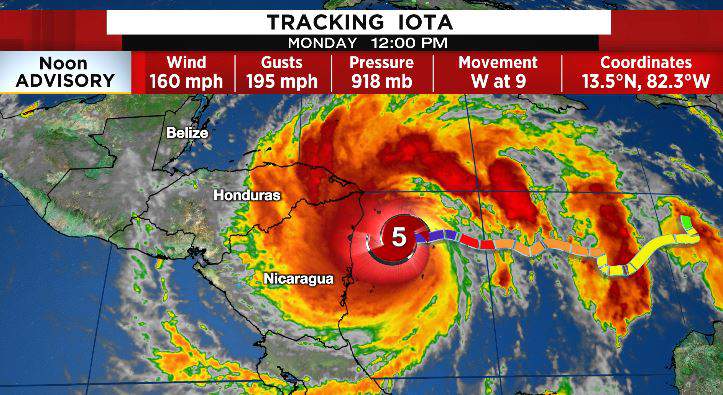 TRACKING IOTA
MONDAY 12:00 PM
Noon
ADVISORY
Wind
160 mph
Gusts
195 mph
Pressure
918 mb
Movement
W at 9
Coordinates
13.5°N, 82.3°W
Belize
Honduras
5
Nicaragua